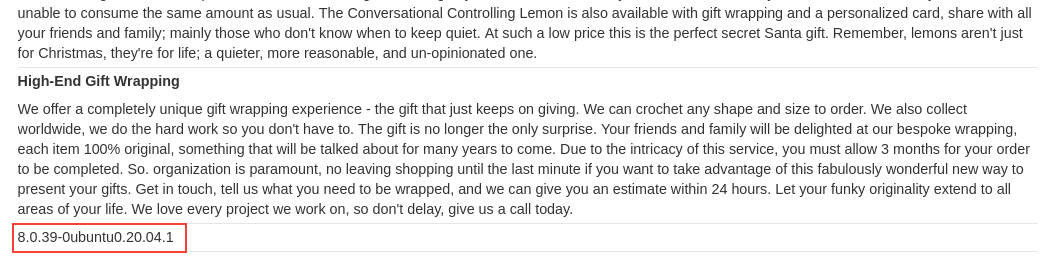 unable to consume the same amount as usual. The Conversational Controlling Lemon is also available with gift wrapping and a personalized card, share with all
your friends and family; mainly those who don't know when to keep quiet. At such a low price this is the perfect secret Santa gift. Remember, lemons aren't just
for Christmas, they're for life; a quieter, more reasonable, and un-opinionated one.
High-End Gift Wrapping
We offer a completely unique gift wrapping experience - the gift that just keeps on giving. We can crochet any shape and size to order. We also collect
worldwide, we do the hard work so you don't have to. The gift is no longer the only surprise. Your friends and family will be delighted at our bespoke wrapping,
each item 100% original, something that will be talked about for many years to come. Due to the intricacy of this service, you must allow 3 months for your order
to be completed. So. organization is paramount, no leaving shopping until the last minute if you want to take advantage of this fabulously wonderful new way to
present your gifts. Get in touch, tell us what you need to be wrapped, and we can give you an estimate within 24 hours. Let your funky originality extend to all
areas of your life. We love every project we work on, so don't delay, give us a call today.
8.0.39-0ubuntu0.20.04.1